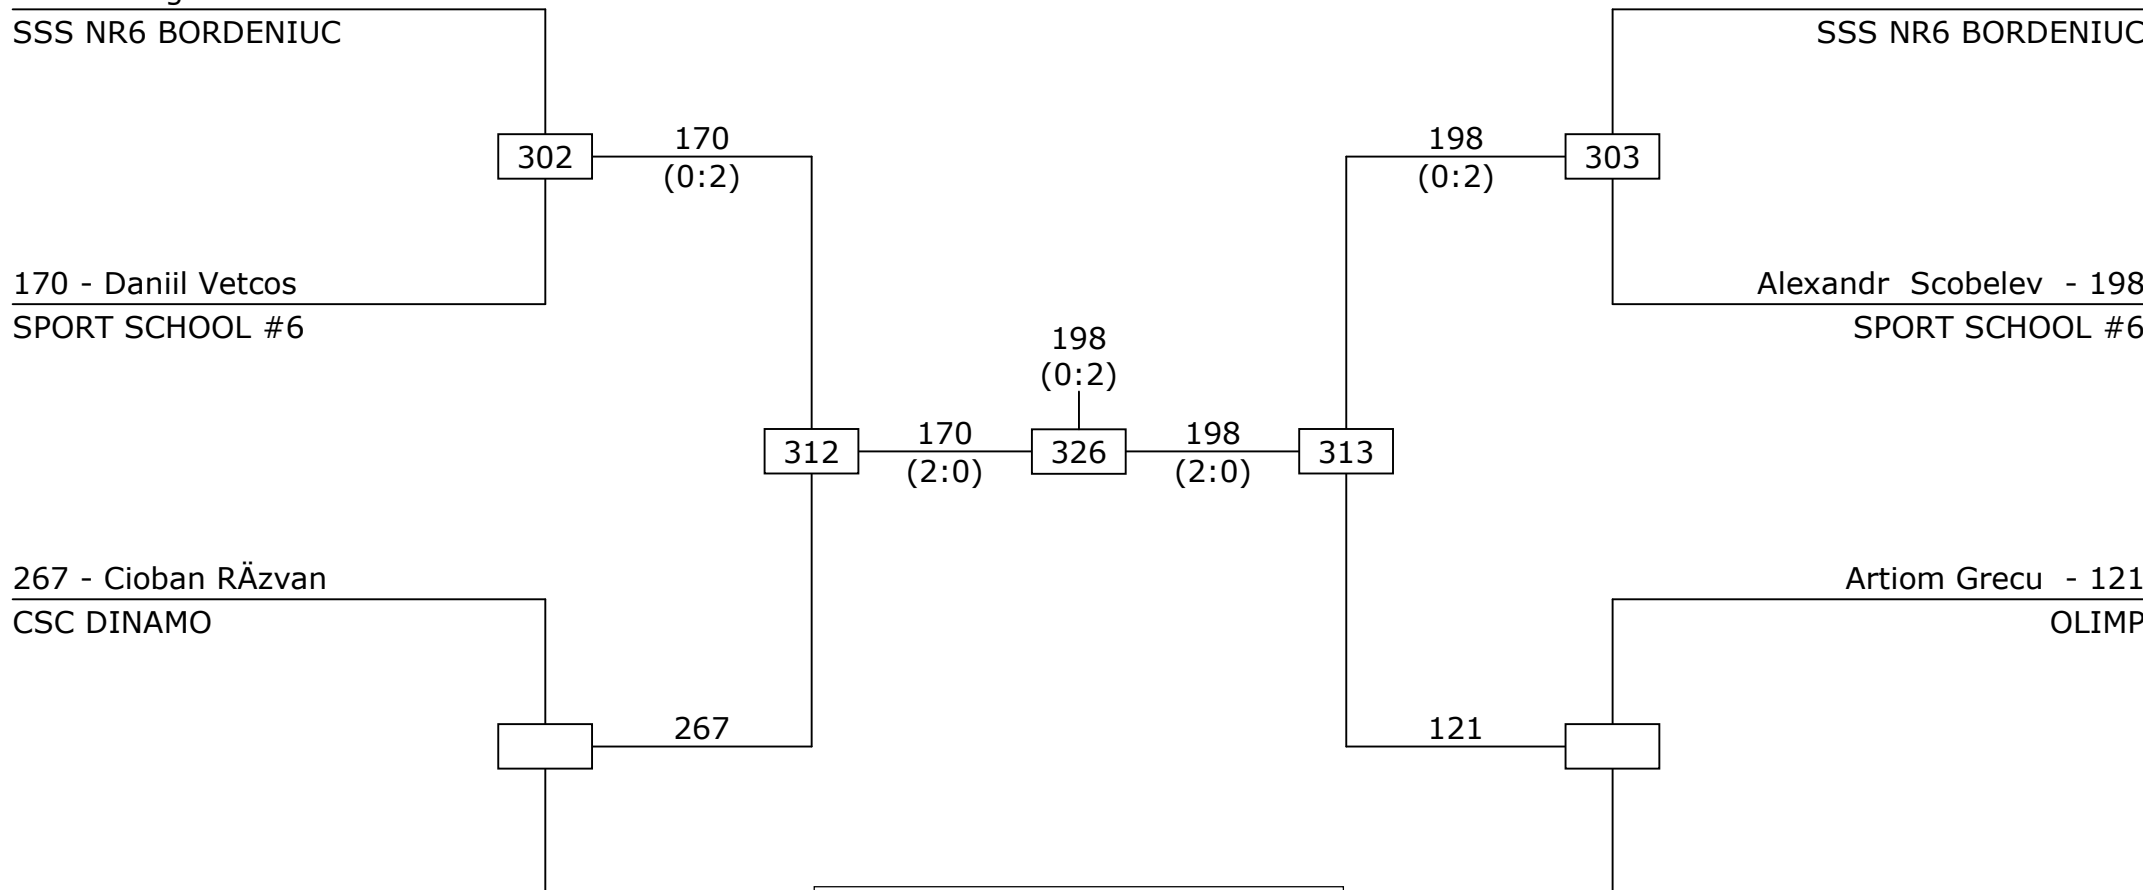 SSS NR6 BORDENIUC
SSS NR6 BORDENIUC
170
(0:2)
302
198
(0:2)
303
170 - Daniil Vetcos
SPORT SCHOOL #6
Alexandr  Scobelev  - 198
SPORT SCHOOL #6
198
(0:2)
312
170
(2:0)
326
198
(2:0)
313
267 - Cioban RÄzvan
CSC DINAMO
Artiom Grecu  - 121
OLIMP
267
121